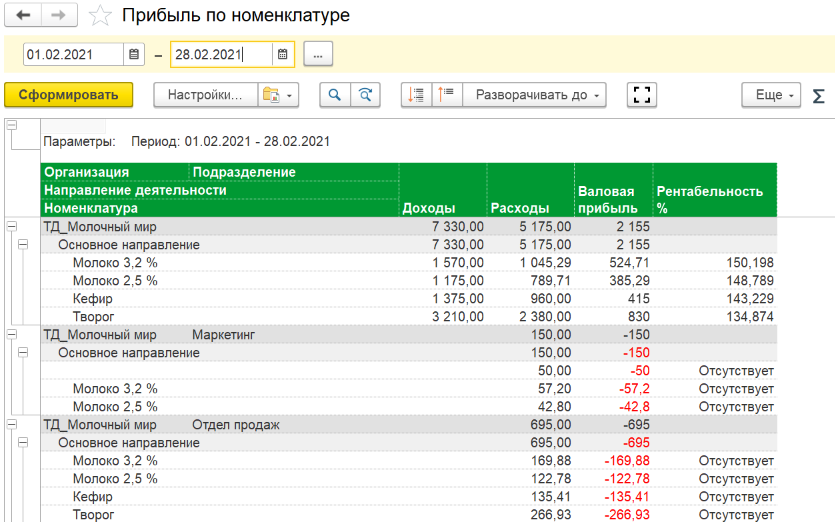 Прибыль по номенклатуре
01.02.2021 – 28.02.2021 ...
Сформировать Настройки... Разворачивать до Еще Σ
Параметры: Период: 01.02.2021 - 28.02.2021
Организация Подразделение
Направление деятельности Валовая Рентабельность
Номенклатура Доходы Расходы прибыль %
ТД_Молочный мир 7 330,00 5 175,00 2 155
Основное направление 7 330,00 5 175,00 2 155
Молоко 3,2 % 1 570,00 1 045,29 524,71 150,198
Молоко 2,5 % 1 175,00 789,71 385,29 148,789
Кефир 1 375,00 960,00 415 143,229
Творог 3 210,00 2 380,00 830 134,874
ТД_Молочный мир Маркетинг 150,00 -150
Основное направление 150,00 -150
50,00 -50 Отсутствует
Молоко 3,2 % 57,20 -57,2 Отсутствует
Молоко 2,5 % 42,80 -42,8 Отсутствует
ТД_Молочный мир Отдел продаж 695,00 -695
Основное направление 695,00 -695
Молоко 3,2 % 169,88 -169,88 Отсутствует
Молоко 2,5 % 122,78 -122,78 Отсутствует
Кефир 135,41 -135,41 Отсутствует
Творог 266,93 -266,93 Отсутствует